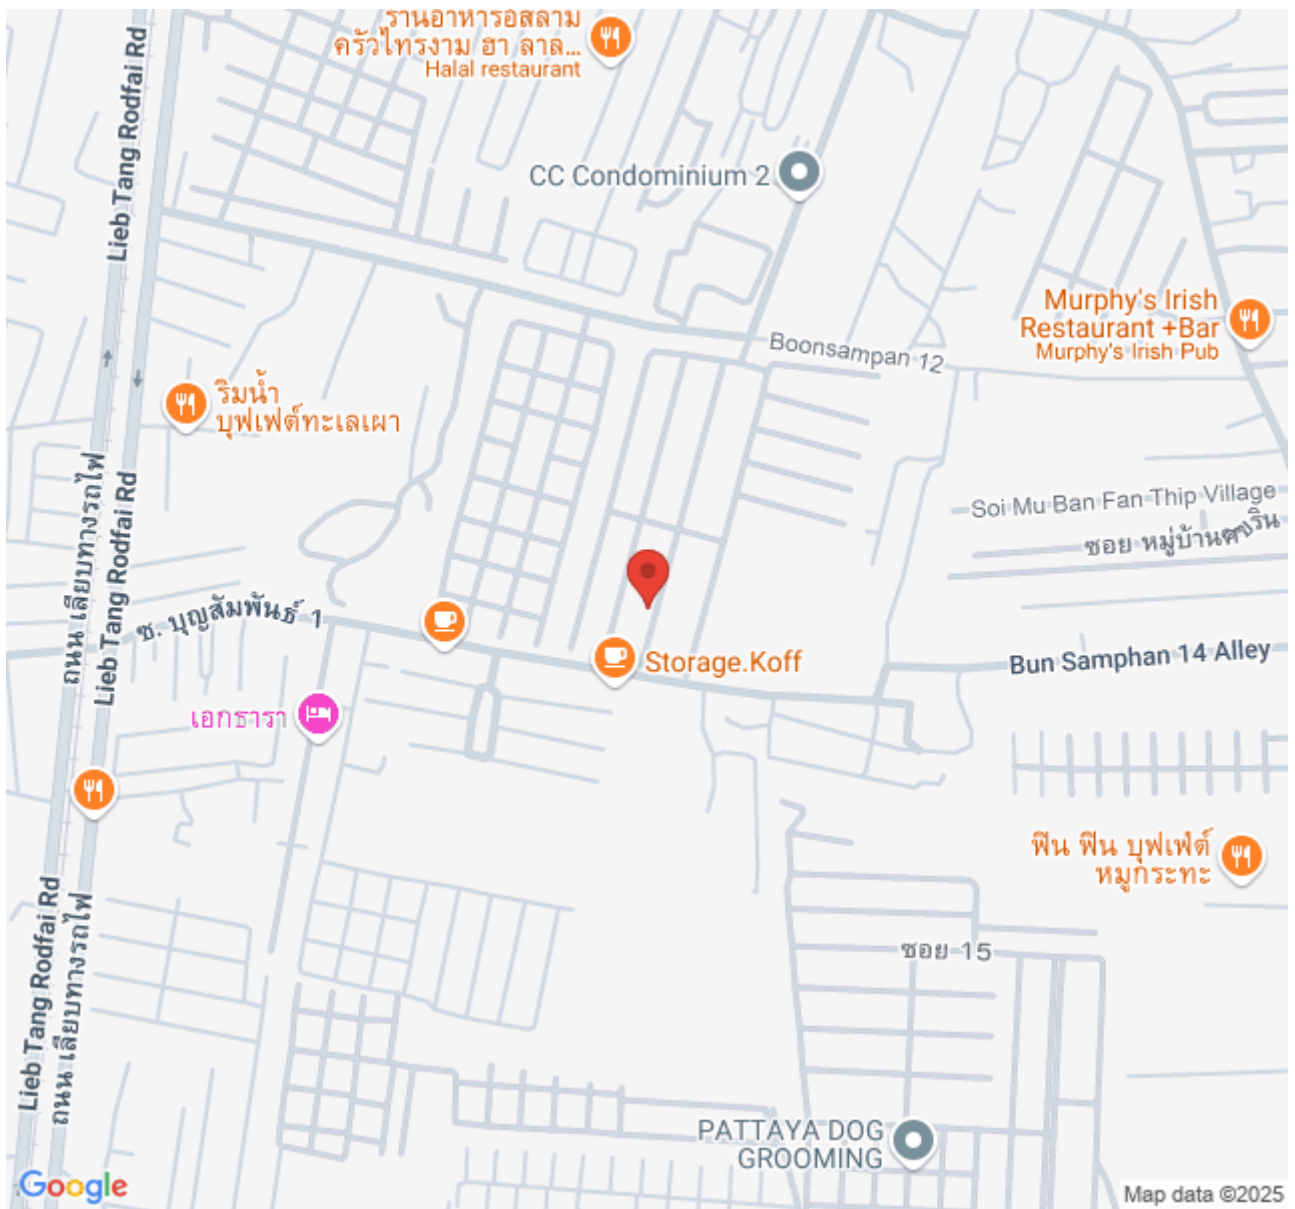 ร้านอาหารอิสลาม
ครัวไทรงาม ฮา ลาล...
Halal restaurant
Lieb Tang Rodfai Rd
Lieb Tang Rodfai Rd
CC Condominium 2
Murphy's Irish
Restaurant +Bar
Murphy's Irish Pub
Boonsampan 12
ริมน้ำ
บุฟเฟต์ทะเลเผา
ถนน เลียบทางรถไฟ
Lieb Tang Rodfai Rd
Soi Mu Ban Fan Thip Village
ซอย หมู่บ้าน
ซ. บุญสัมพันธ์ 1
Storage.Koff
Bun Samphan 14 Alley
เอกธารา
ฟิน ฟิน บุฟเฟ่ต์
หมูกระทะ
Lieb Tang Rodfai Rd
ถนน เลียบทางรถไฟ
ซอย 15
PATTAYA DOG
GROOMING
Google
Map data ©2025